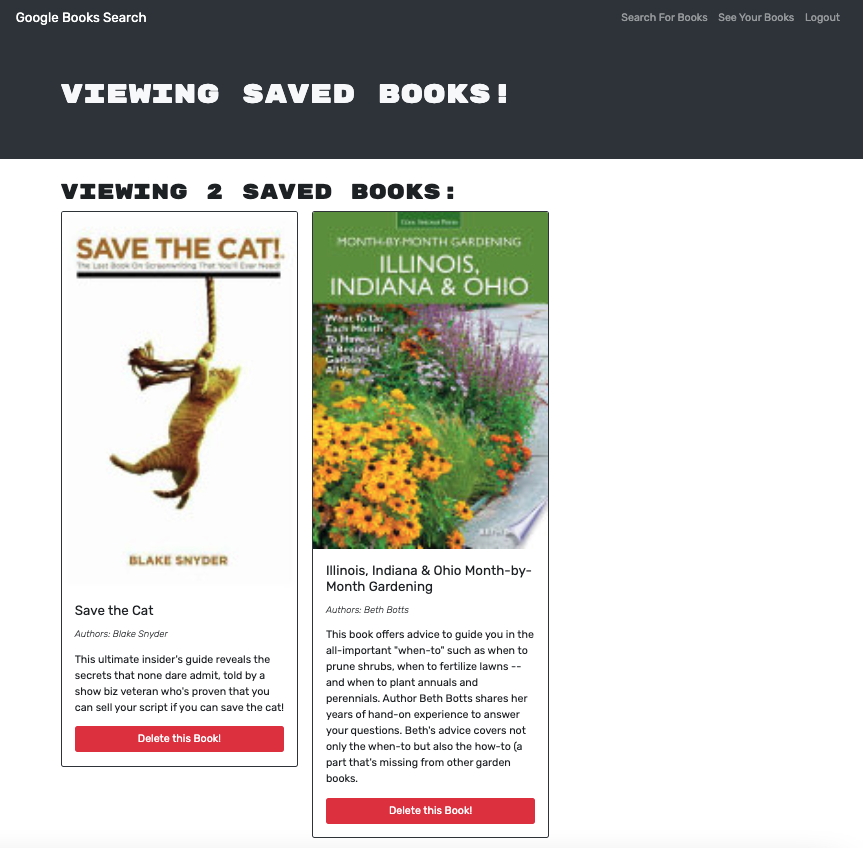 Google Books Search
Search For Books See Your Books Logout
VIEWING SAVED BOOKS!
VIEWING 2 SAVED BOOKS:
SAVE THE CAT!
The Last Book On Screenwriting That You'll Ever Need!
BLAKE SNYDER
Save the Cat
Authors: Blake Snyder
This ultimate insider's guide reveals the
secrets that none dare admit, told by a
show biz veteran who's proven that you
can sell your script if you can save the cat!
Delete this Book!
MONTH-BY-MONTH GARDENING
ILLINOIS,
INDIANA & OHIO
What To Do
Each Month
To Have
A Beautiful
Garden
All Year
Illinois, Indiana & Ohio Month-by-
Month Gardening
Authors: Beth Botts
This book offers advice to guide you in the
all-important "when-to" such as when to
prune shrubs, when to fertilize lawns --
and when to plant annuals and
perennials. Author Beth Botts shares her
years of hand-on experience to answer
your questions. Beth's advice covers not
only the when-to but also the how-to (a
part that's missing from other garden
books.
Delete this Book!